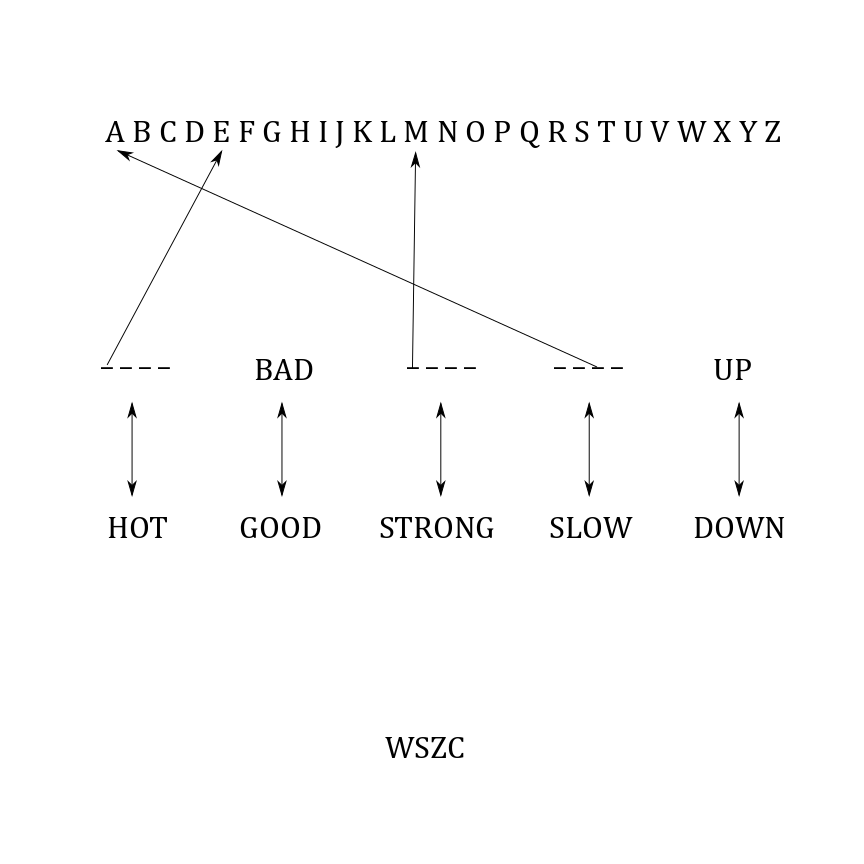 A B C D E F G H I J K L M N O P Q R S T U V W X Y Z
_ _ _ _ BAD _ _ _ _ _ _ _ _ UP
HOT GOOD STRONG SLOW DOWN
WSZC